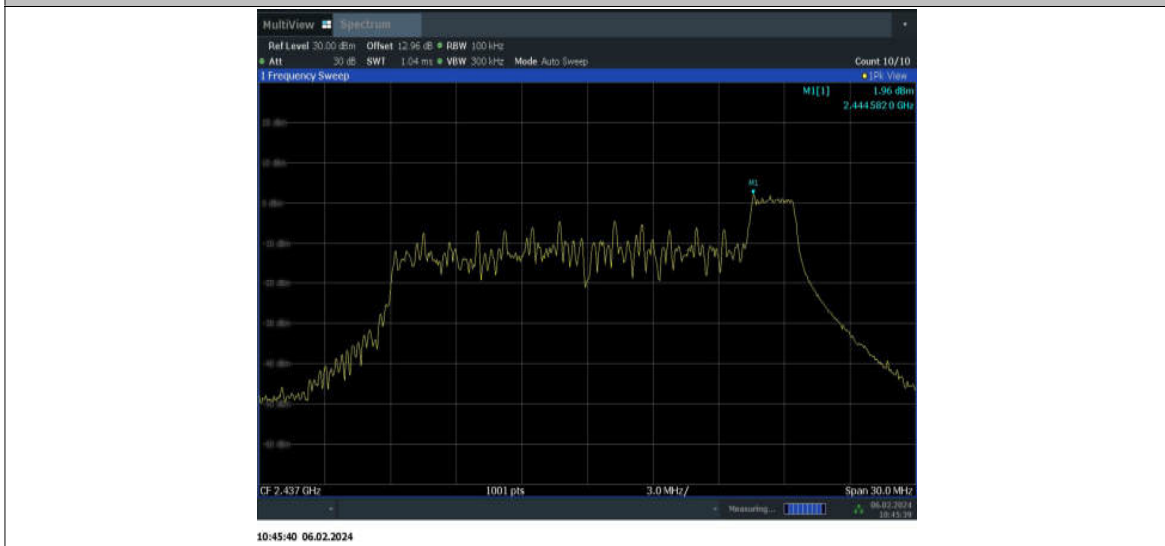 MultiView Spectrum
Ref Level 30.00 dBm Offset 12.96 dB RBW 100 kHz
Att 30 dB SWT 1.04 ms VBW 300 kHz Mode Auto Sweep Count 10/10
1 Frequency Sweep 1Pk View
M1[1] 1.96 dBm
2.4445820 GHz
M1
0 dBm
CF 2.437 GHz 1001 pts 3.0 MHz/ Span 30.0 MHz
Measuring... 06.02.2024
10:45:39
10:45:40 06.02.2024